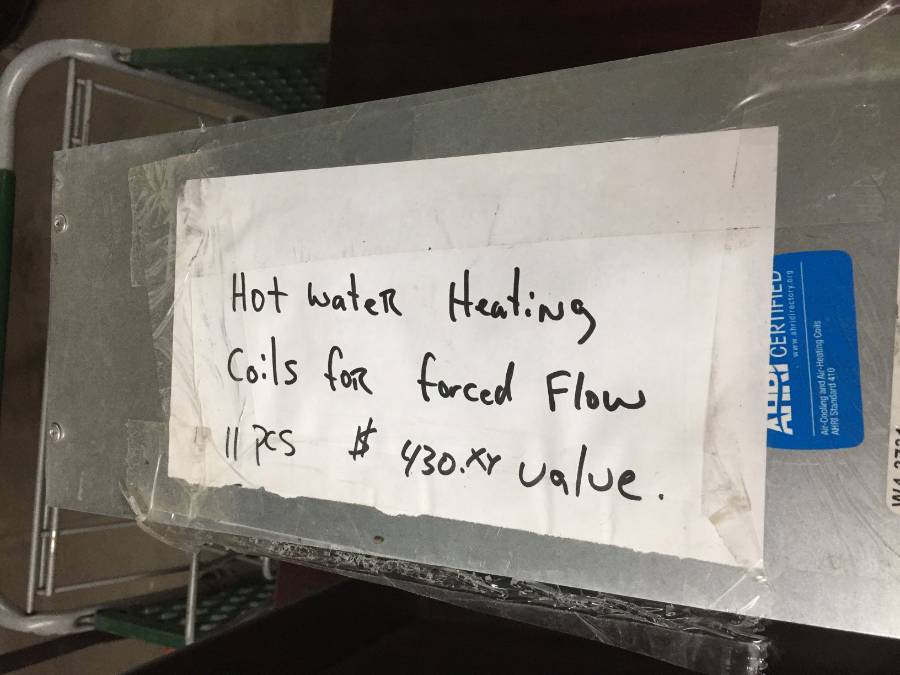 Hot water Heating
Coils for forced Flow
11 pcs $ 430.xx value.
AHRI CERTIFIED
www.ahridirectory.org
Air-Cooling and Air-Heating Coils
AHRI Standard 410